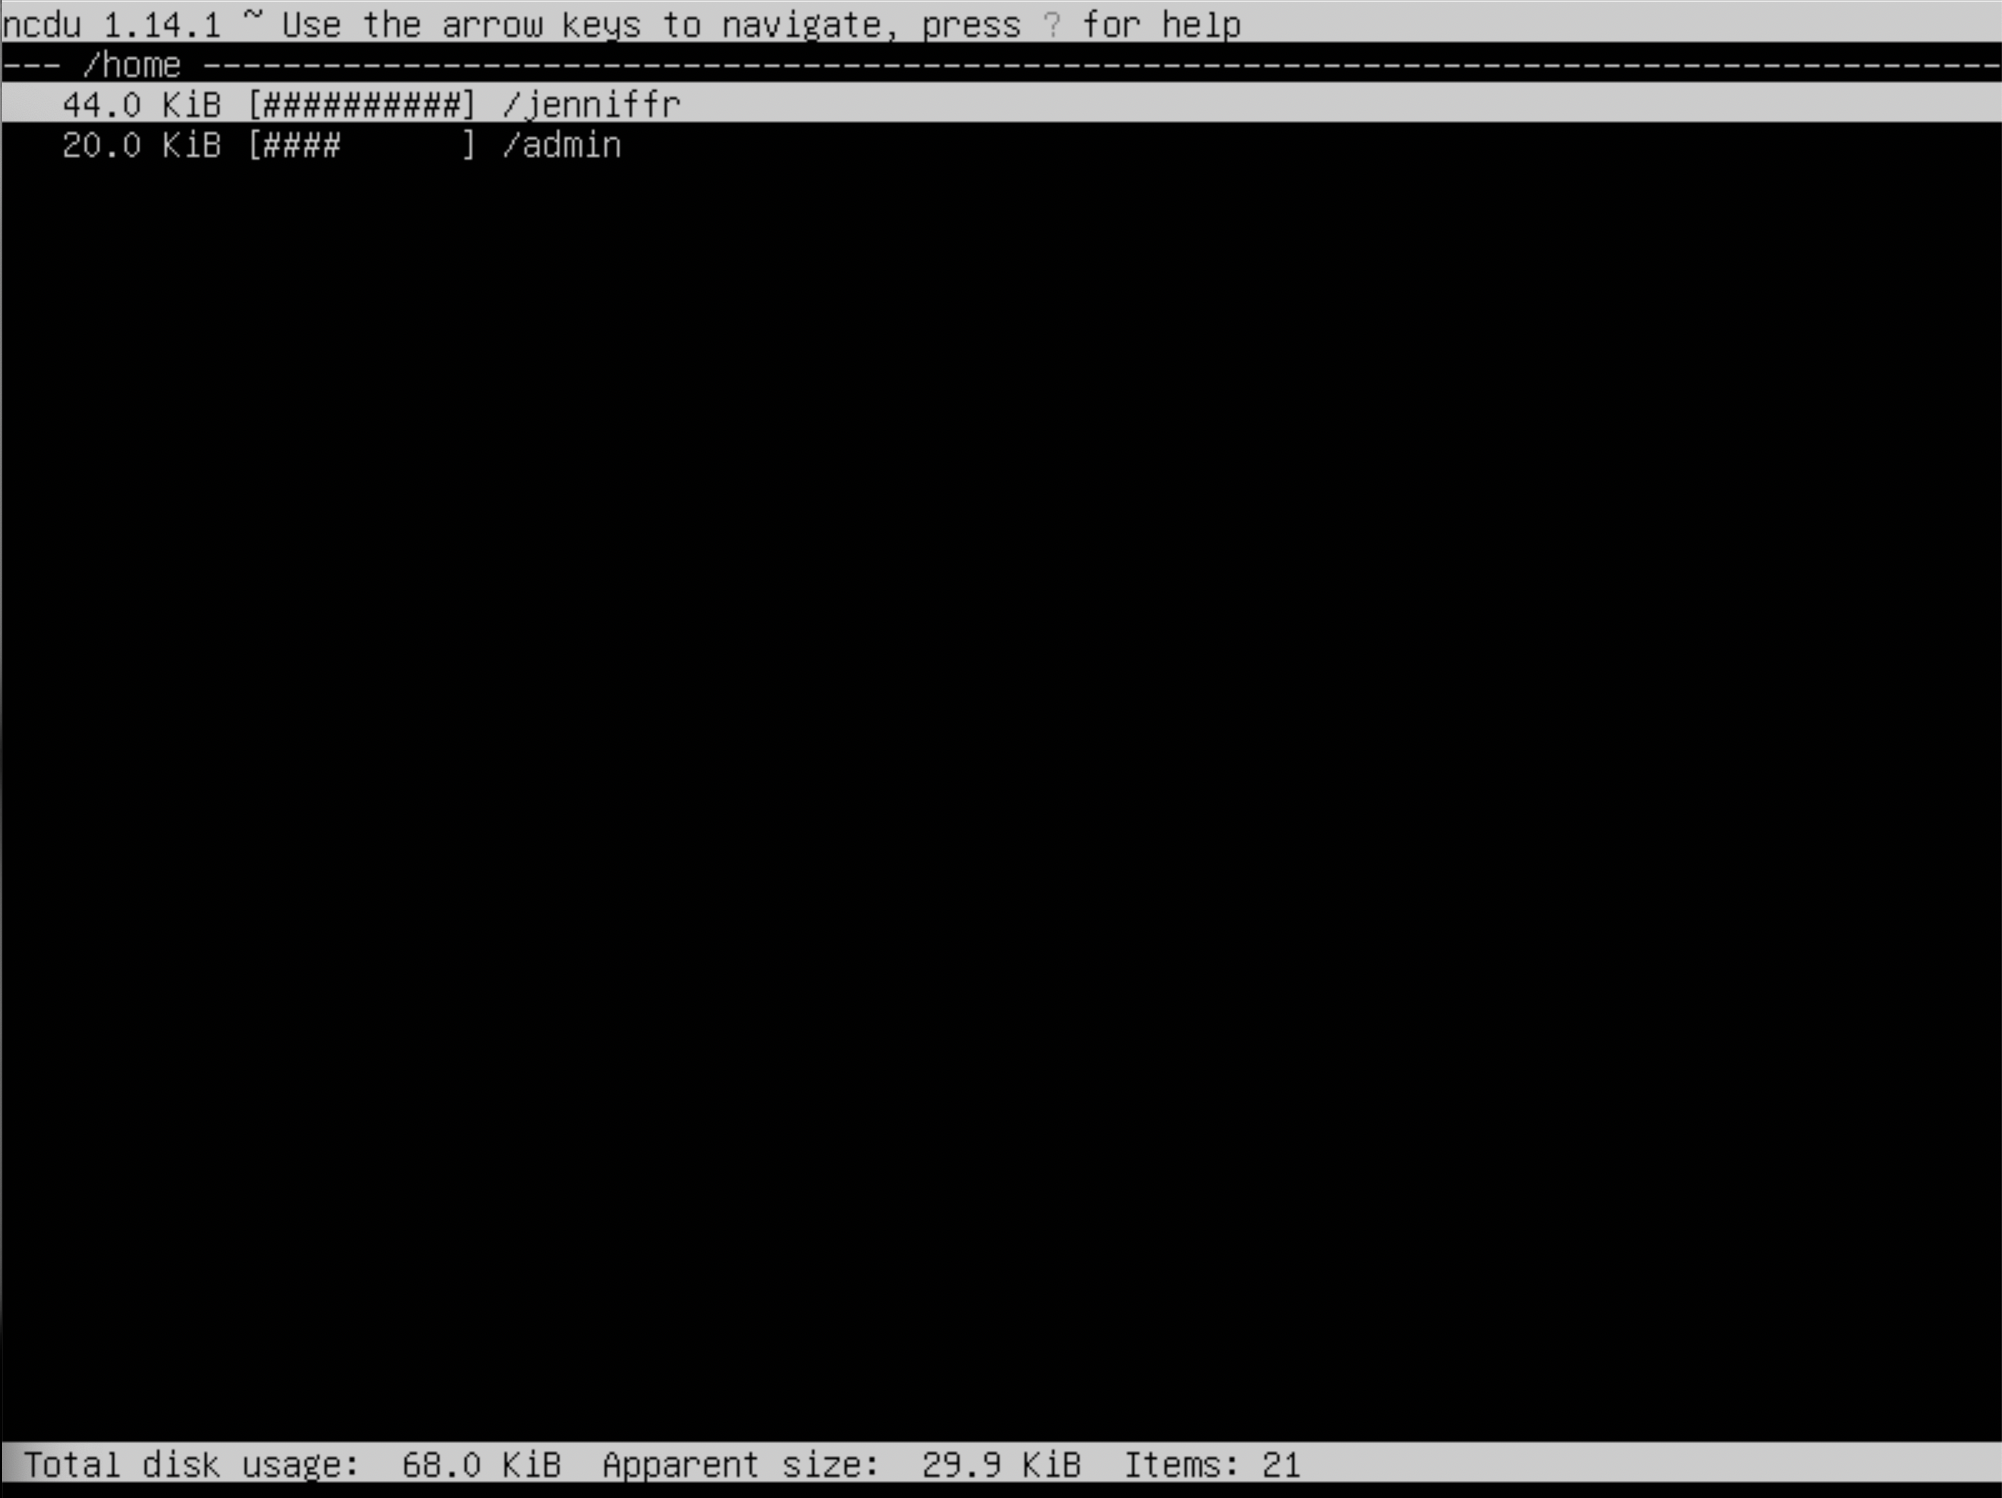 ncdu 1.14.1 ~ Use the arrow keys to navigate, press ? for help
--- /home ------------------------------------------------------------------------------------------
44.0 KiB [##########] /jenniffr
20.0 KiB [####      ] /admin
Total disk usage:  68.0 KiB  Apparent size:  29.9 KiB  Items: 21